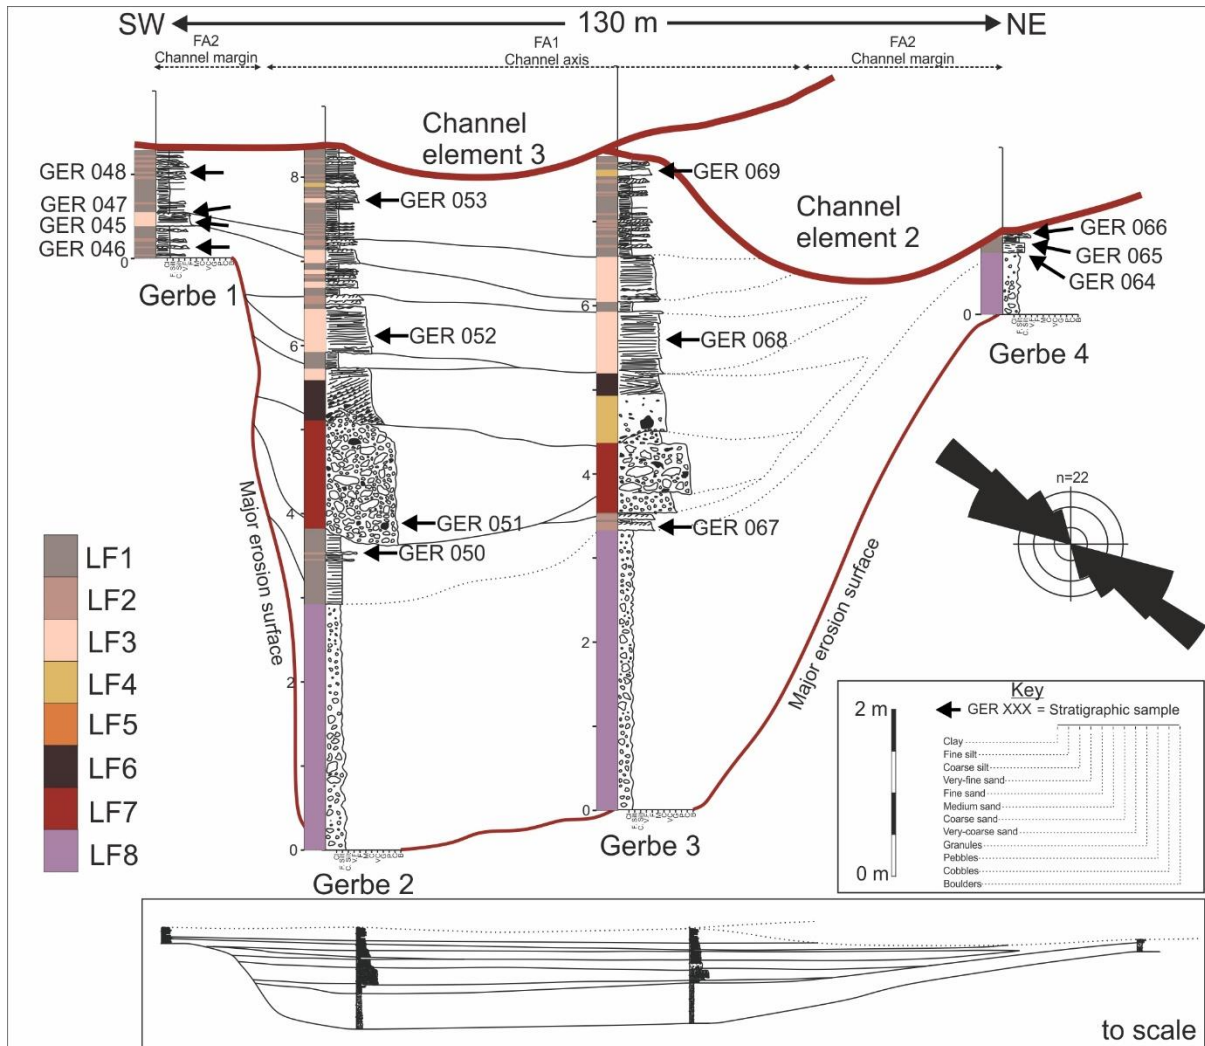 SW 130 m NE
FA2 FA1 FA2
Channel margin Channel axis Channel margin
Channel
element 3
8
GER 048
GER 047
GER 045
GER 046
0
Gerbe 1
GER 053
GER 069
Channel
element 2
GER 066
GER 065
GER 064
0
Gerbe 4
6
GER 052
6
GER 068
4
GER 051
GER 050
4
GER 067
n=22
Major erosion surface
Major erosion surface
2
2
0
Gerbe 2
0
Gerbe 3
LF1
LF2
LF3
LF4
LF5
LF6
LF7
LF8
Key
2 m
0 m
GER XXX = Stratigraphic sample
Clay
Fine silt
Coarse silt
Very-fine sand
Fine sand
Medium sand
Coarse sand
Very-coarse sand
Granules
Pebbles
Cobbles
Boulders
to scale